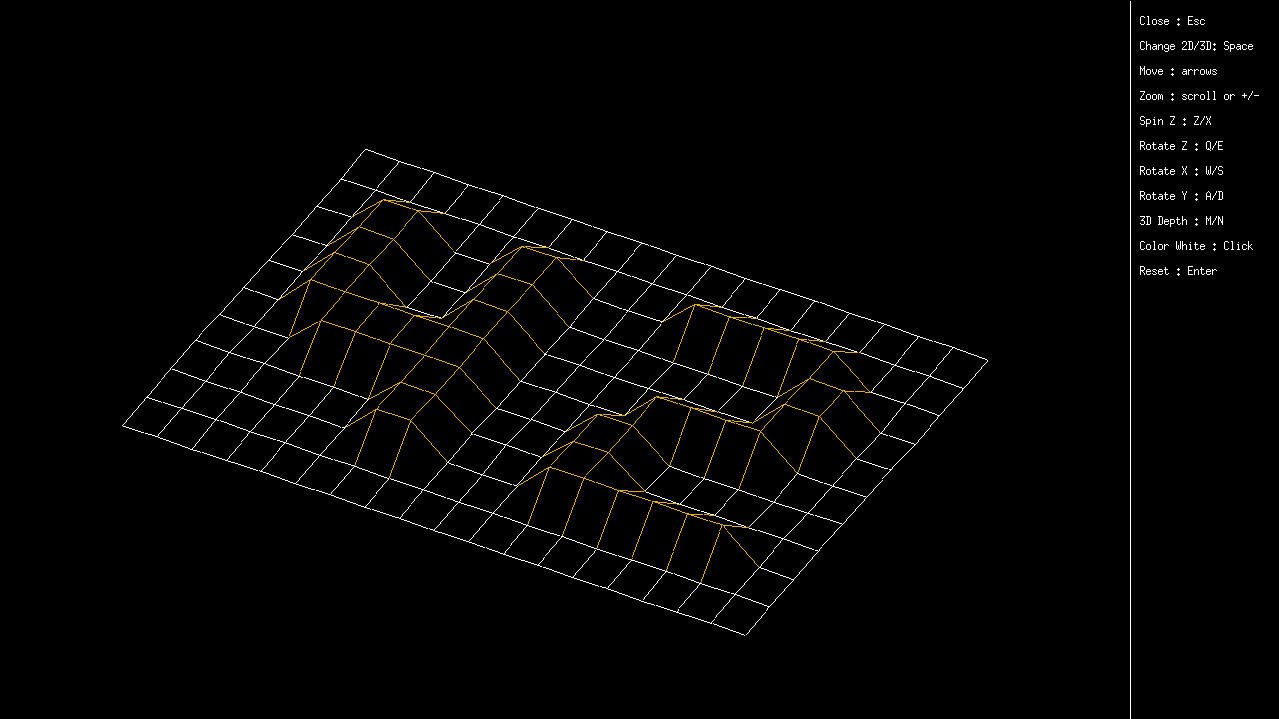 Close : Esc
Change 2D/3D: Space
Move : arrows
Zoom : scroll or +/-
Spin Z : Z/X
Rotate Z : Q/E
Rotate X : W/S
Rotate Y : A/D
3D Depth : M/N
Color White : Click
Reset : Enter
42